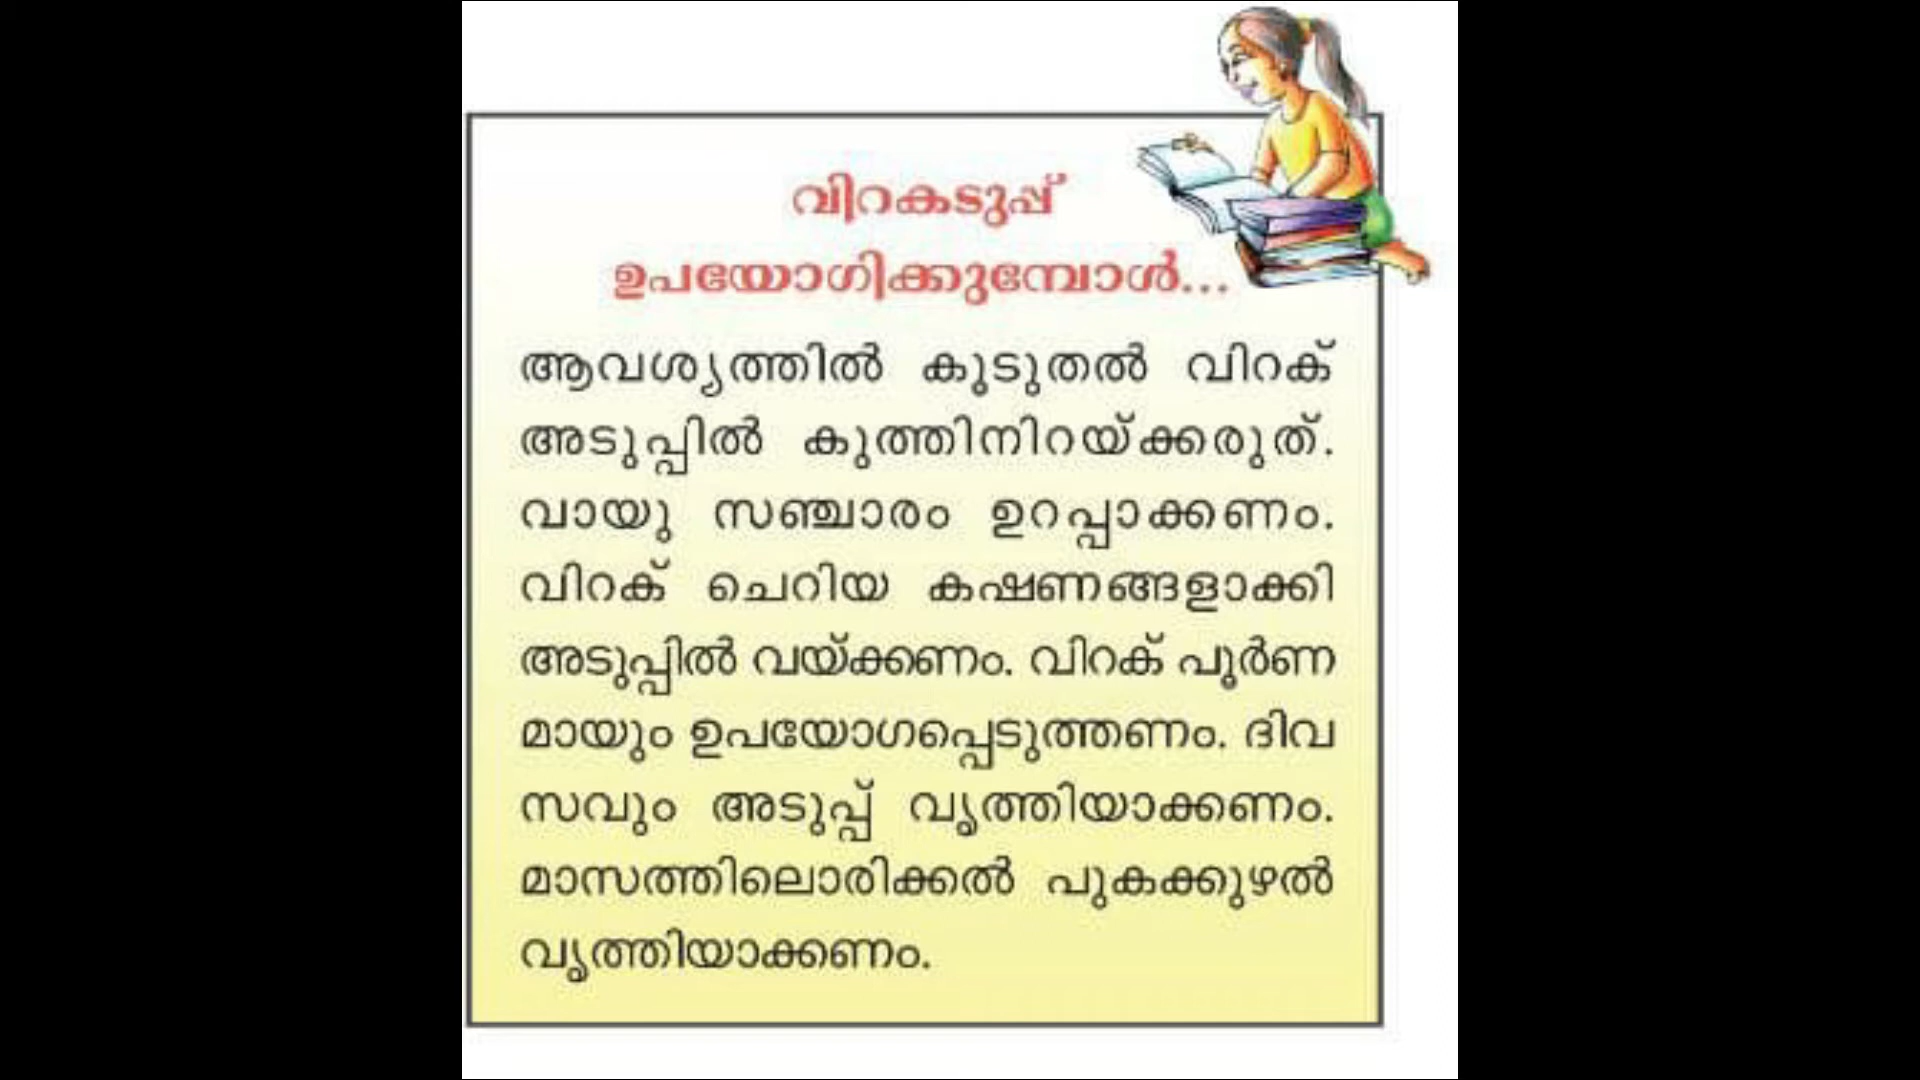 വിറകടുപ്പ്
ഉപയോഗിക്കുമ്പോൾ...
ആവശ്യത്തിൽ കൂടുതൽ വിറക്
അടുപ്പിൽ കുത്തിനിറയ്ക്കരുത്.
വായു സഞ്ചാരം ഉറപ്പാക്കണം.
വിറക് ചെറിയ കഷണങ്ങളാക്കി
അടുപ്പിൽ വയ്ക്കണം. വിറക് പൂർണ
മായും ഉപയോഗപ്പെടുത്തണം. ദിവ
സവും അടുപ്പ് വൃത്തിയാക്കണം.
മാസത്തിലൊരിക്കൽ പുകക്കുഴൽ
വൃത്തിയാക്കണം.